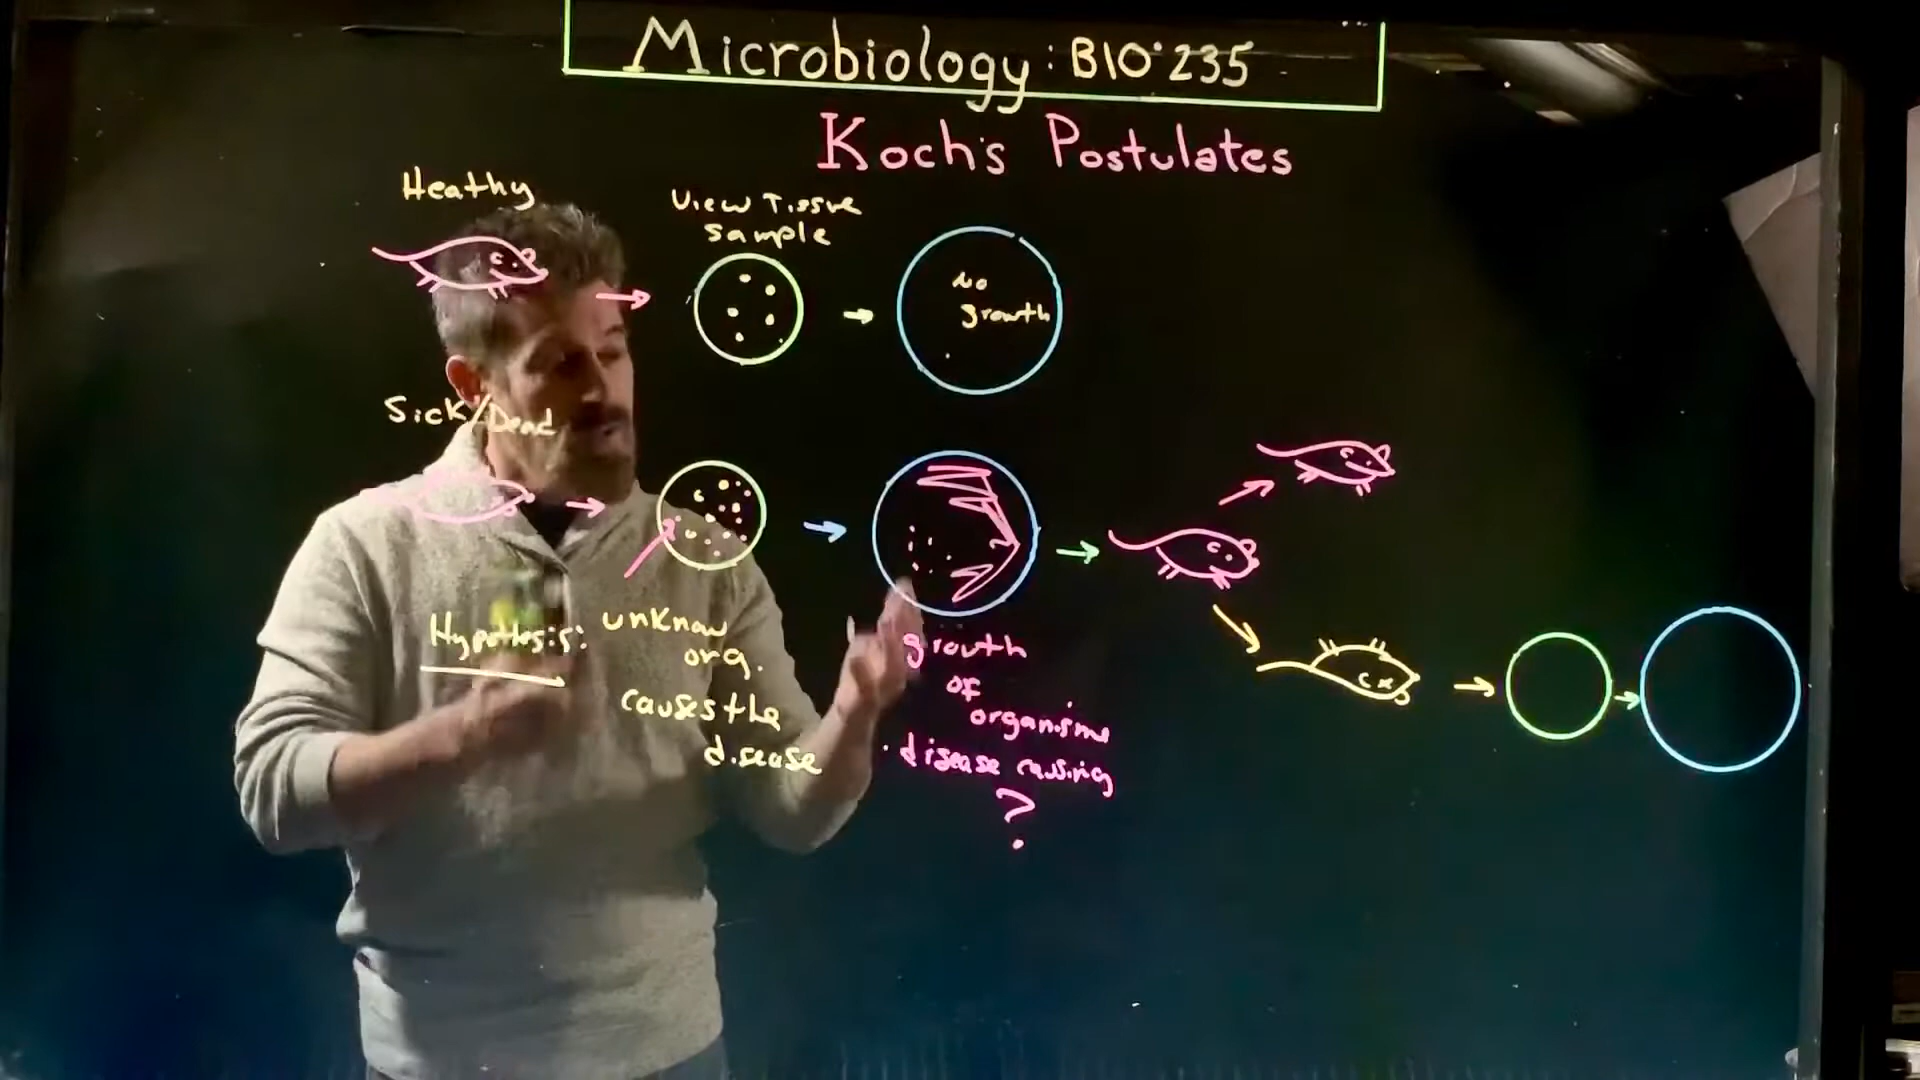 Microbiology: BIO 235
Koch's Postulates
Heathy
View Tissue
Sample
No
growth
Sick/Dead
Hypothesis:
unknow
org.
causes the
disease
growth
of
organism
disease causing
?